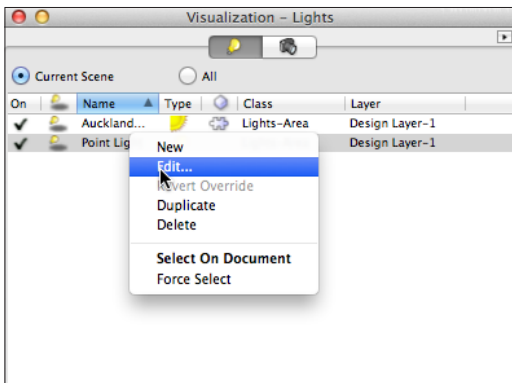 Visualization – Lights
Current Scene All
On Name Type Class Layer
Auckland... Lights-Area Design Layer-1
Point Lig Design Layer-1
New
Edit...
Revert Override
Duplicate
Delete
Select On Document
Force Select